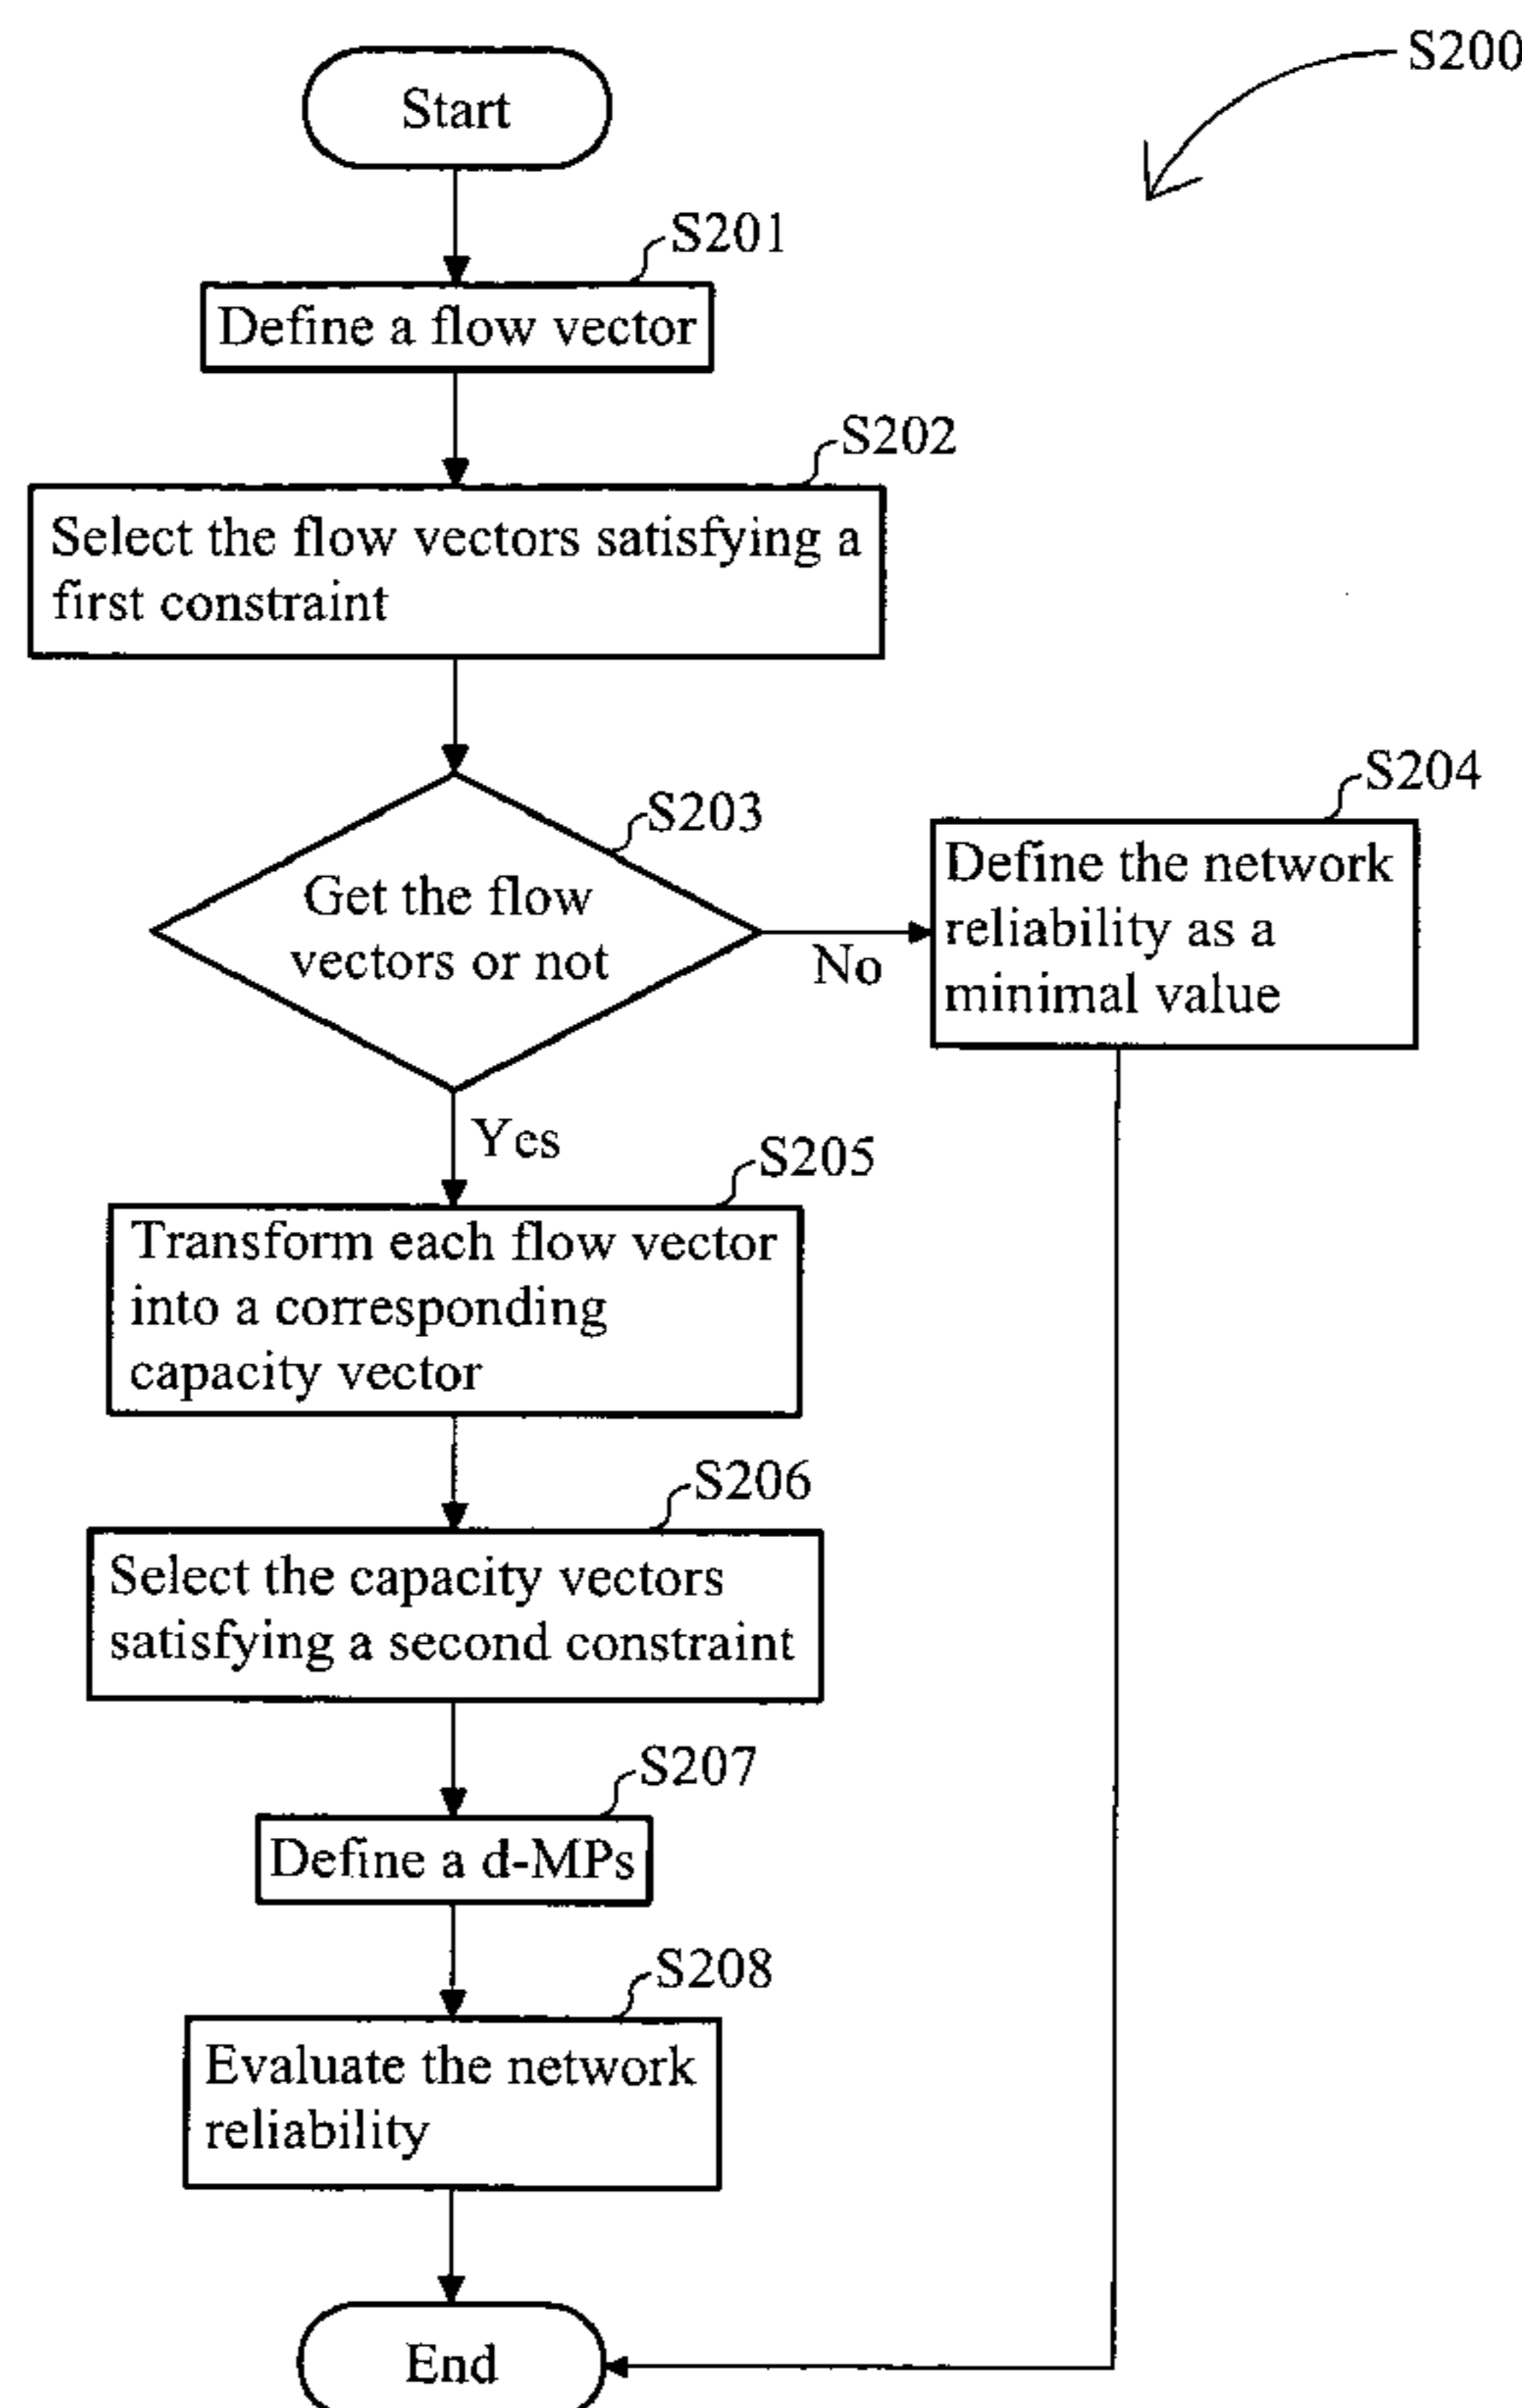 S200
Start
S201
Define a flow vector
S202
Select the flow vectors satisfying a
first constraint
S203
Get the flow
vectors or not
No
S204
Define the network
reliability as a
minimal value
Yes
S205
Transform each flow vector
into a corresponding
capacity vector
S206
Select the capacity vectors
satisfying a second constraint
S207
Define a d-MPs
S208
Evaluate the network
reliability
End